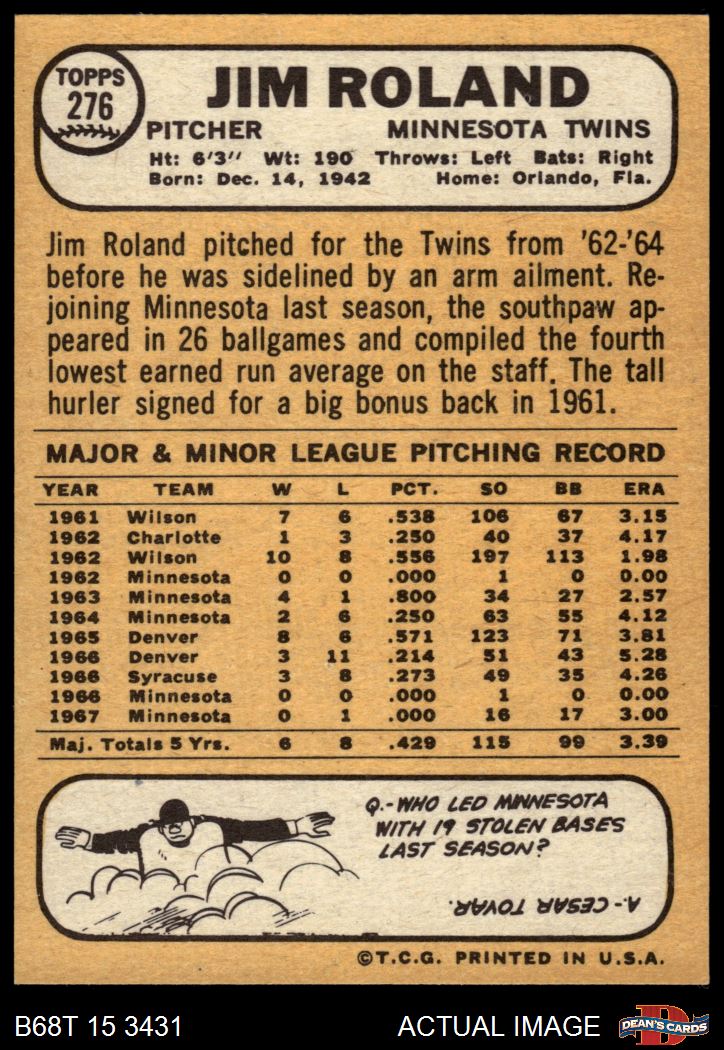 TOPPS
276
JIM ROLAND
PITCHER MINNESOTA TWINS
Ht: 6'3" Wt: 190 Throws: Left Bats: Right
Born: Dec. 14, 1942 Home: Orlando, Fla.
Jim Roland pitched for the Twins from '62-'64
before he was sidelined by an arm ailment. Re-
joining Minnesota last season, the southpaw ap-
peared in 26 ballgames and compiled the fourth
lowest earned run average on the staff. The tall
hurler signed for a big bonus back in 1961.
MAJOR & MINOR LEAGUE PITCHING RECORD
YEAR TEAM W L PCT. SO BB ERA
1961 Wilson 7 6 .538 106 67 3.15
1962 Charlotte 1 3 .250 40 37 4.17
1962 Wilson 10 8 .556 197 113 1.98
1962 Minnesota 0 0 .000 1 0 0.00
1963 Minnesota 4 1 .800 34 27 2.57
1964 Minnesota 2 6 .250 63 55 4.12
1965 Denver 8 6 .571 123 71 3.81
1966 Denver 3 11 .214 51 43 5.28
1966 Syracuse 3 8 .273 49 35 4.26
1966 Minnesota 0 0 .000 1 0 0.00
1967 Minnesota 0 1 .000 16 17 3.00
Maj. Totals 5 Yrs. 6 8 .429 115 99 3.39
Q.-WHO LED MINNESOTA
WITH 19 STOLEN BASES
LAST SEASON?
A.-CESAR TOVAR.
©T.C.G. PRINTED IN U.S.A.
B68T 15 3431 ACTUAL IMAGE D DEAN'S CARDS